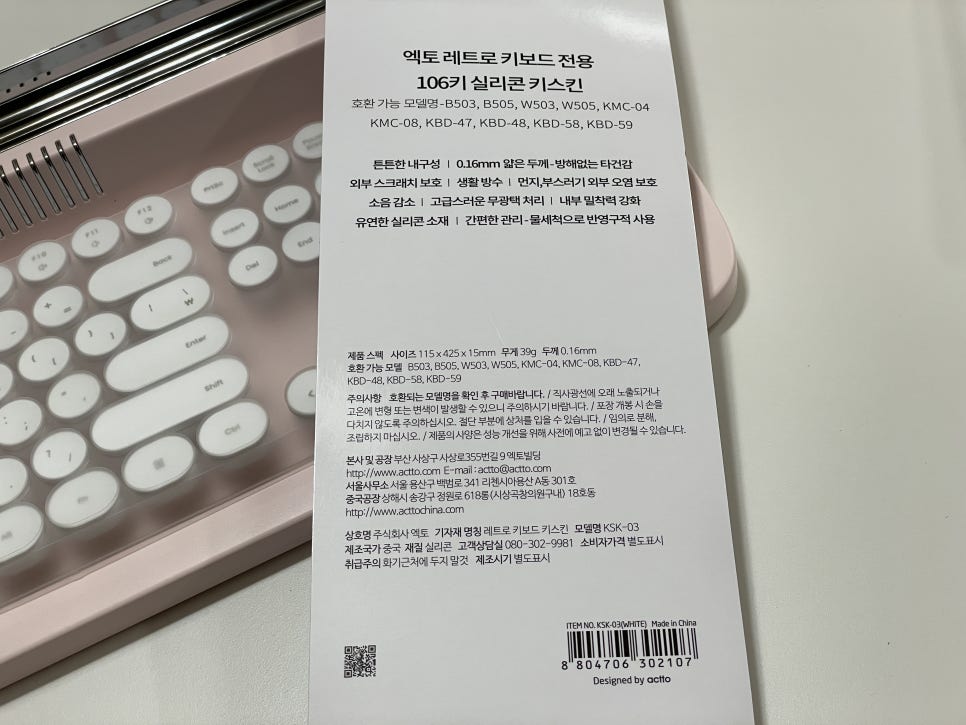 엑토 레트로 키보드 전용
106키 실리콘 키스킨
호환 가능 모델명-B503, B505, W503, W505, KMC-04
KMC-08, KBD-47, KBD-48, KBD-58, KBD-59
튼튼한 내구성 | 0.16mm 얇은 두께-방해없는 타건감
외부 스크래치 보호 | 생활 방수 | 먼지,부스러기 외부 오염 보호
소음 감소 | 고급스러운 무광택 처리 | 내부 밀착력 강화
유연한 실리콘 소재 | 간편한 관리-물세척으로 반영구적 사용
제품 스펙 사이즈 115 x 425 x 15mm 무게 39g 두께 0.16mm
호환 가능 모델 B503, B505, W503, W505, KMC-04, KMC-08, KBD-47,
KBD-48, KBD-58, KBD-59
주의사항 호환되는 모델명을 확인 후 구매바랍니다. / 직사광선에 오래 노출되거나
고온에 변형 또는 변색이 발생할 수 있으니 주의하시기 바랍니다. / 포장 개봉 시 손을
다치지 않도록 주의하십시오. 절단 부분에 상처를 입을 수 있습니다. / 임의로 분해,
조립하지 마십시오. / 제품의 사양은 성능 개선을 위해 사전에 예고 없이 변경될 수 있습니다.
본사 및 공장 부산 사상구 사상로355번길 9 엑토빌딩
http://www.actto.com E-mail : actto@actto.com
서울사무소 서울 용산구 백범로 341 리첸시아용산 A동 301호
중국공장 상해시 송강구 정원로 618롱(시상곡창의원구내) 18호동
http://www.acttochina.com
상호명 주식회사 엑토 기자재 명칭 레트로 키보드 키스킨 모델명 KSK-03
제조국가 중국 재질 실리콘 고객상담실 080-302-9981 소비자가격 별도표시
취급주의 화기근처에 두지 말것 제조시기 별도표시
ITEM NO. KSK-03(WHITE) Made in China
8 804706 302107
Designed by actto
Scroll Lock
PrtSc
F12
F11
F10
Home
Insert
End
Del
Back
+ =
| \ ₩
Enter
Shift
Ctrl